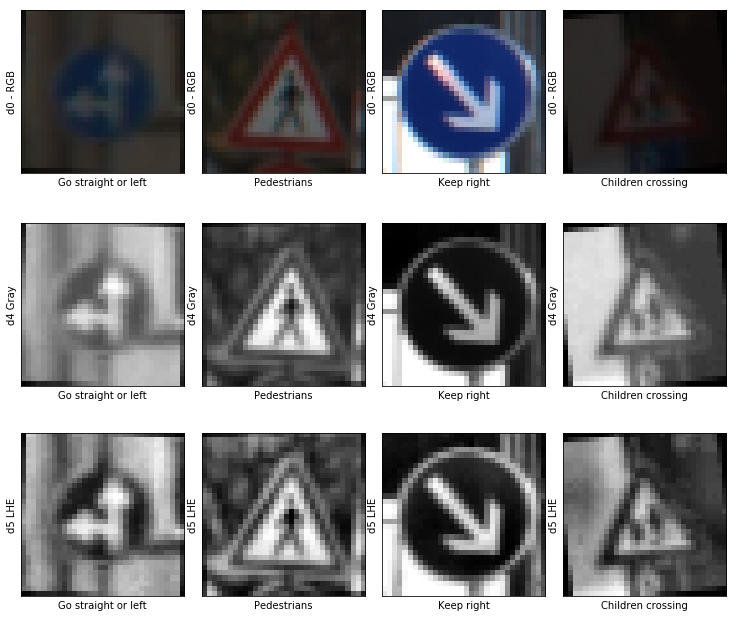 d0 - RGB
d0 - RGB
d0 - RGB
d0 - RGB
Go straight or left
Pedestrians
Keep right
Children crossing
d4 Gray
d4 Gray
d4 Gray
d4 Gray
Go straight or left
Pedestrians
Keep right
Children crossing
d5 LHE
d5 LHE
d5 LHE
d5 LHE
Go straight or left
Pedestrians
Keep right
Children crossing